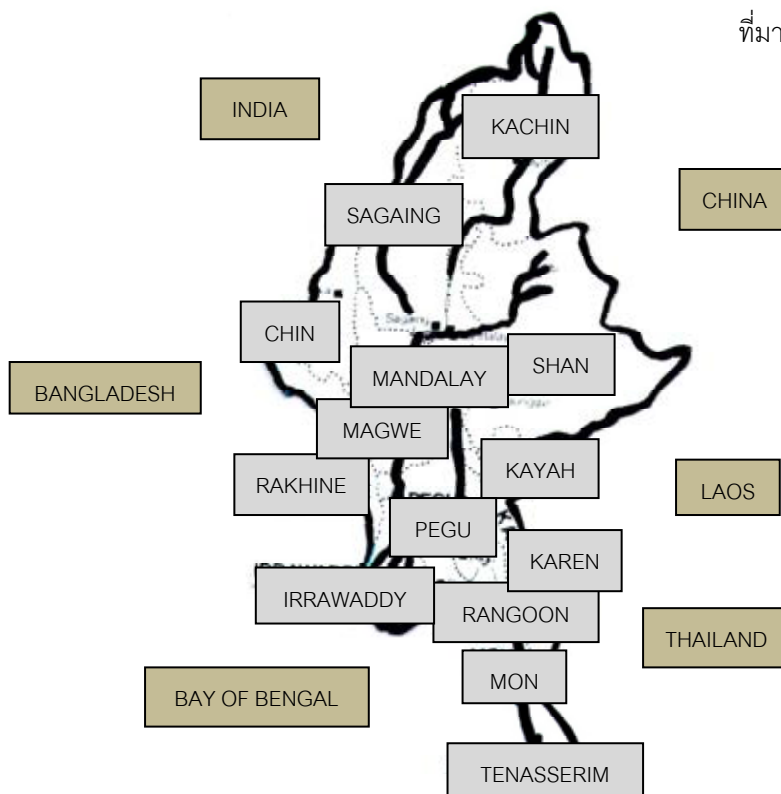 ที่มา
INDIA
KACHIN
CHINA
SAGAING
Sagaing
CHIN
SHAN
MANDALAY
BANGLADESH
MAGWE
KAYAH
RAKHINE
LAOS
PEGU
KAREN
IRRAWADDY
RANGOON
THAILAND
MON
BAY OF BENGAL
TENASSERIM